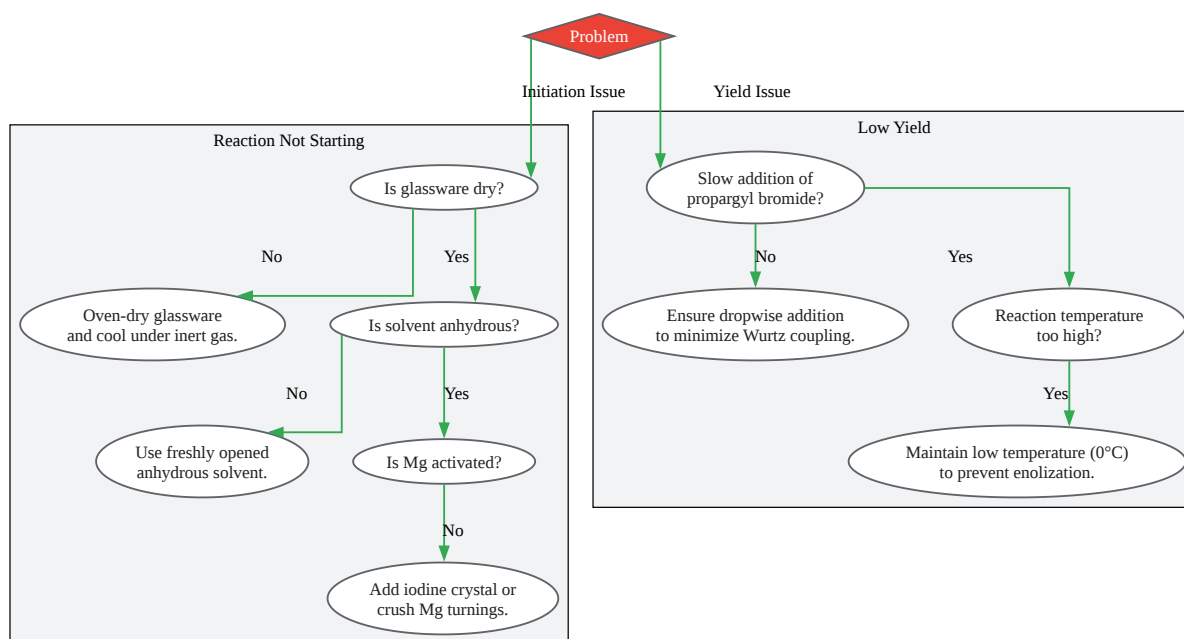 Problem
Initiation Issue
Yield Issue
Reaction Not Starting
Is glassware dry?
No
Yes
Oven-dry glassware
and cool under inert gas.
Is solvent anhydrous?
No
Yes
Use freshly opened
anhydrous solvent.
Is Mg activated?
No
Add iodine crystal or
crush Mg turnings.
Low Yield
Slow addition of
propargyl bromide?
No
Yes
Ensure dropwise addition
to minimize Wurtz coupling.
Reaction temperature
too high?
Yes
Maintain low temperature (0°C)
to prevent enolization.